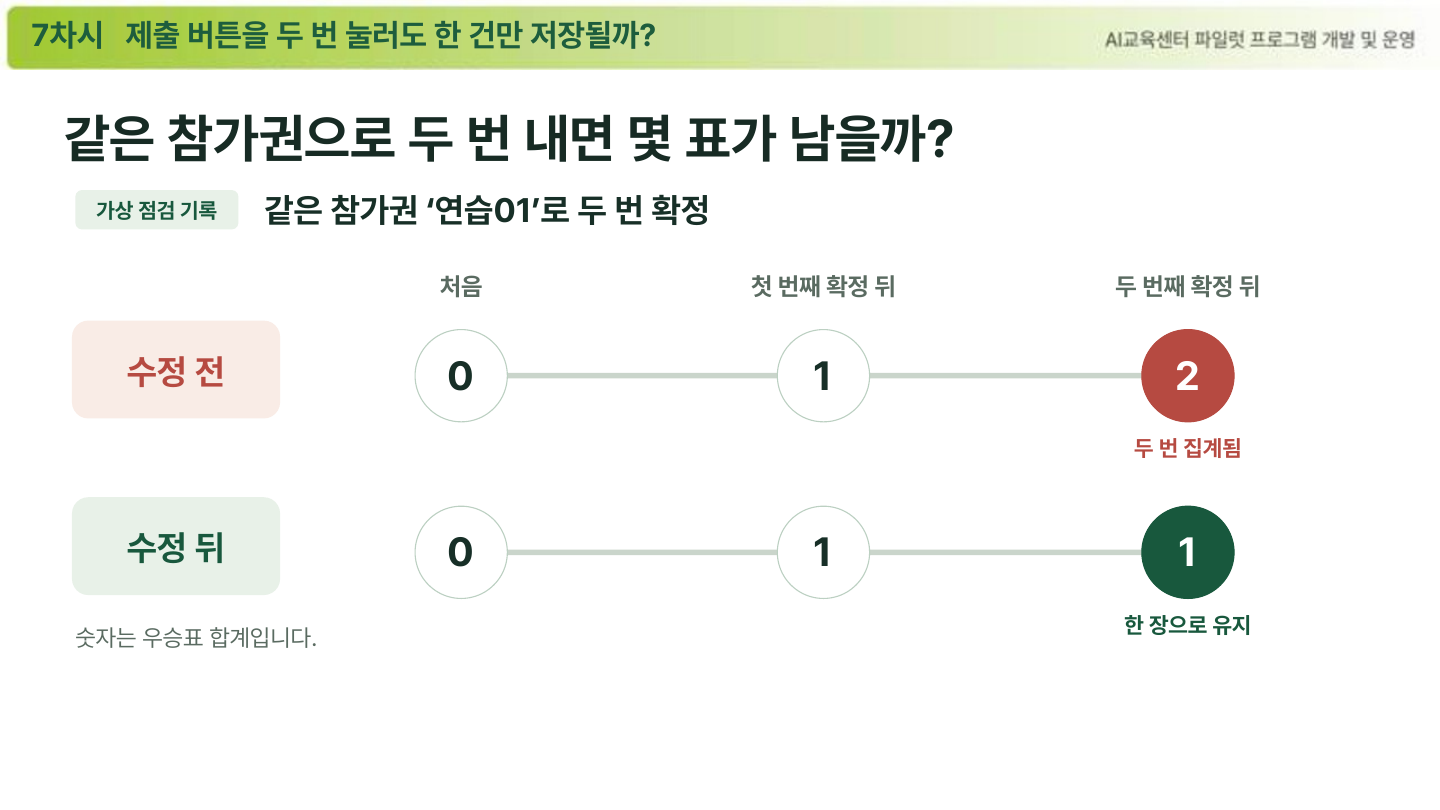 7차시 제출 버튼을 두 번 눌러도 한 건만 저장될까?
AI교육센터 파일럿 프로그램 개발 및 운영
같은 참가권으로 두 번 내면 몇 표가 남을까?
가상 점검 기록 같은 참가권 ‘연습01’로 두 번 확정
처음 첫 번째 확정 뒤 두 번째 확정 뒤
수정 전 0 1 2
두 번 집계됨
수정 뒤 0 1 1
한 장으로 유지
숫자는 우승표 합계입니다.